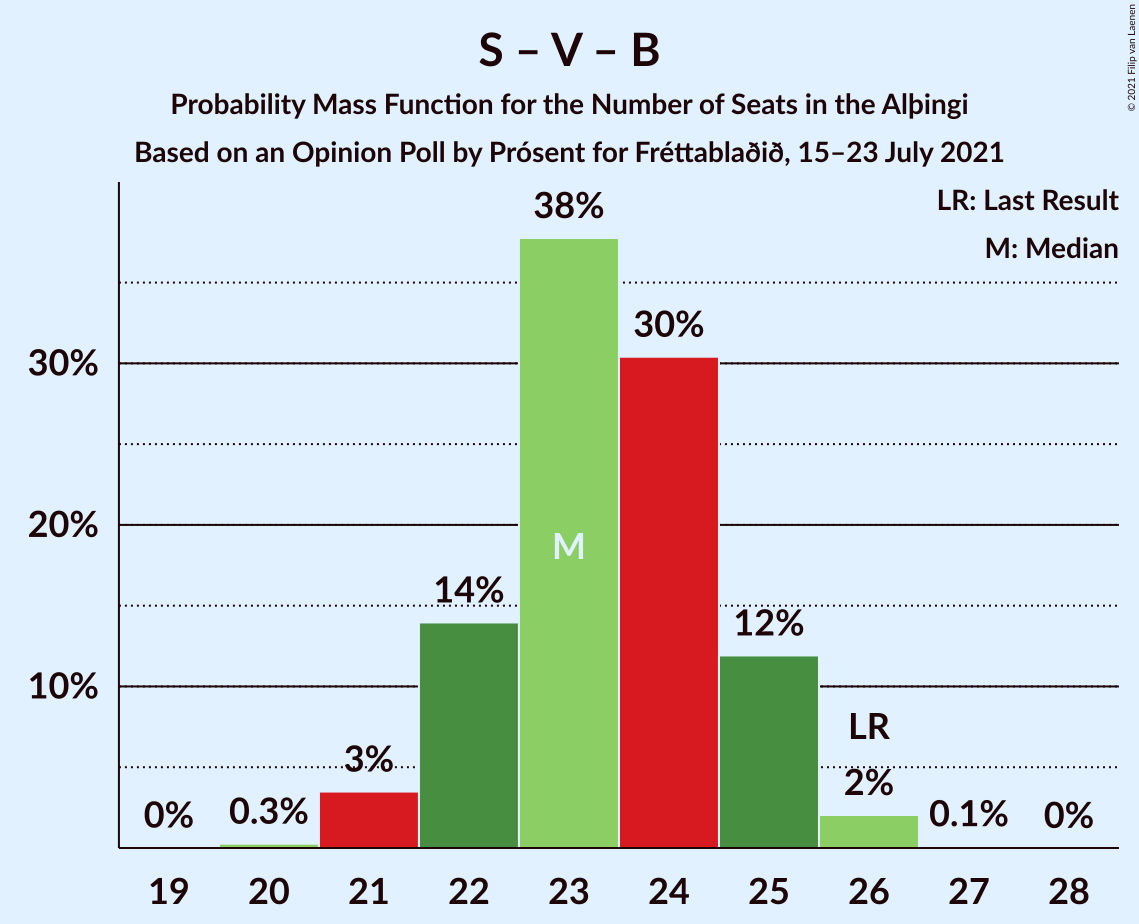 S – V – B
Probability Mass Function for the Number of Seats in the Alþingi
Based on an Opinion Poll by Prósent for Fréttablaðið, 15–23 July 2021
© 2021 Filip van Laenen
LR: Last Result
M: Median
38%
30%
30%
20%
M
14%
12%
10%
LR
3%
2%
0%
0.3%
0.1%
0%
19 20 21 22 23 24 25 26 27 28